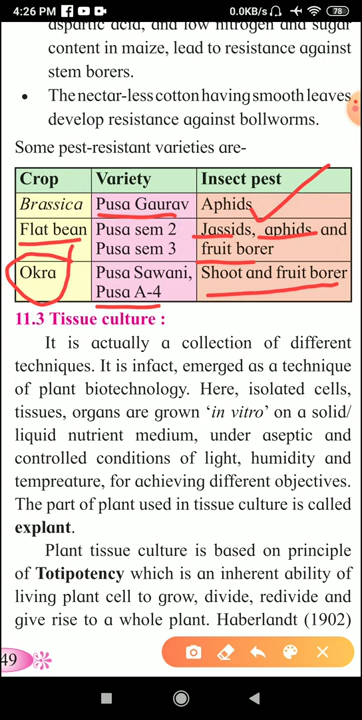 4:26 PM 0.0KB/s 78
aspartic acid, and low nitrogen and sugar
content in maize, lead to resistance against
stem borers.
• The nectar-less cotton having smooth leaves
develop resistance against bollworms.
Some pest-resistant varieties are-
Crop Variety Insect pest
Brassica Pusa Gaurav Aphids
Flat bean Pusa sem 2 Jassids, aphids and
Pusa sem 3 fruit borer
Okra Pusa Sawani, Shoot and fruit borer
Pusa A-4
11.3 Tissue culture :
It is actually a collection of different
techniques. It is infact, emerged as a technique
of plant biotechnology. Here, isolated cells,
tissues, organs are grown ‘in vitro’ on a solid/
liquid nutrient medium, under aseptic and
controlled conditions of light, humidity and
tempreature, for achieving different objectives.
The part of plant used in tissue culture is called
explant.
Plant tissue culture is based on principle
of Totipotency which is an inherent ability of
living plant cell to grow, divide, redivide and
give rise to a whole plant. Haberlandt (1902)
49